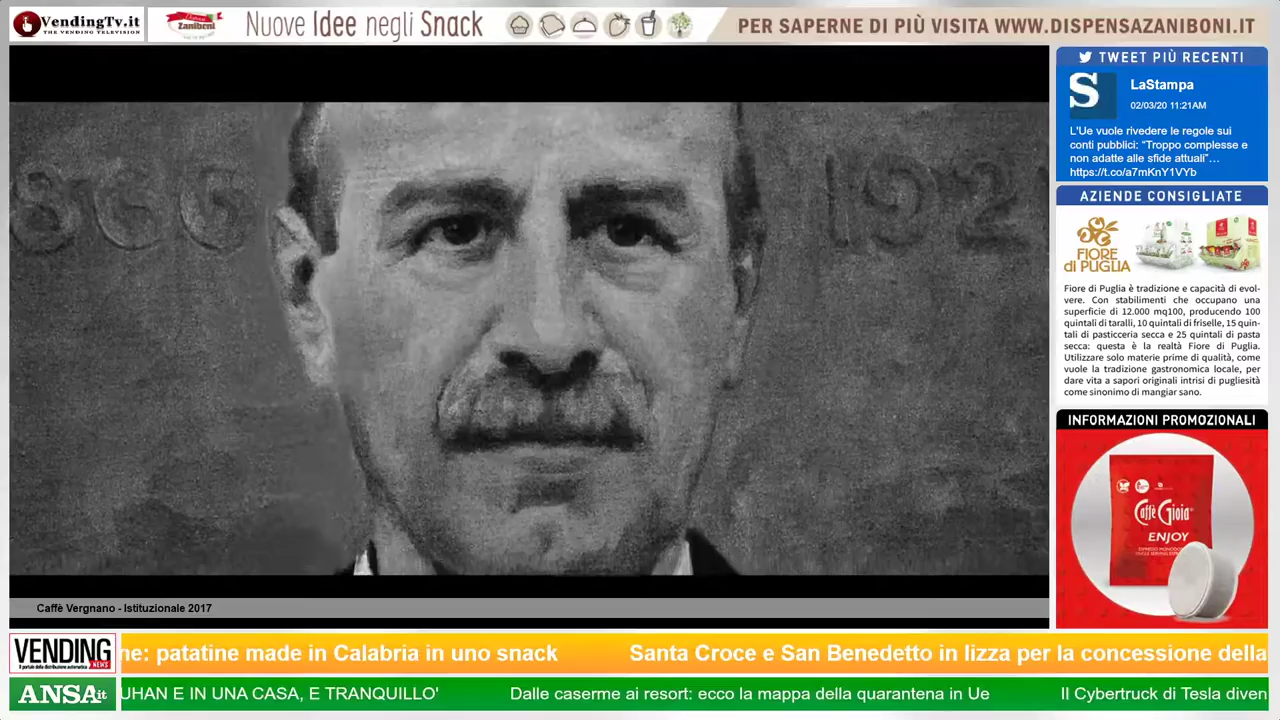 VendingTv.it
THE VENDING TELEVISION
Dispensa Zaniboni
Nuove Idee negli Snack
PER SAPERNE DI PIÙ VISITA WWW.DISPENSAZANIBONI.IT
TWEET PIÙ RECENTI
LaStampa
02/03/20 11:21AM
L'Ue vuole rivedere le regole sui
conti pubblici: “Troppo complesse e
non adatte alle sfide attuali”…
https://t.co/a7mKnY1VYb
AZIENDE CONSIGLIATE
FIORE
di PUGLIA
Fiore di Puglia è tradizione e capacità di evol-
vere. Con stabilimenti che occupano una
superficie di 12.000 mq100, producendo 100
quintali di taralli, 10 quintali di friselle, 15 quin-
tali di pasticceria secca e 25 quintali di pasta
secca: questa è la realtà Fiore di Puglia.
Utilizzare solo materie prime di qualità, come
vuole la tradizione gastronomica locale, per
dare vita a sapori originali intrisi di pugliesità
come sinonimo di mangiar sano.
INFORMAZIONI PROMOZIONALI
Caffè Gioia
ENJOY
192
Caffè Vergnano - Istituzionale 2017
VENDING
NEWS
Il portale della distribuzione automatica
ne: patatine made in Calabria in uno snack Santa Croce e San Benedetto in lizza per la concessione della
ANSA.it
UHAN E IN UNA CASA, E TRANQUILLO' Dalle caserme ai resort: ecco la mappa della quarantena in Ue Il Cybertruck di Tesla diven